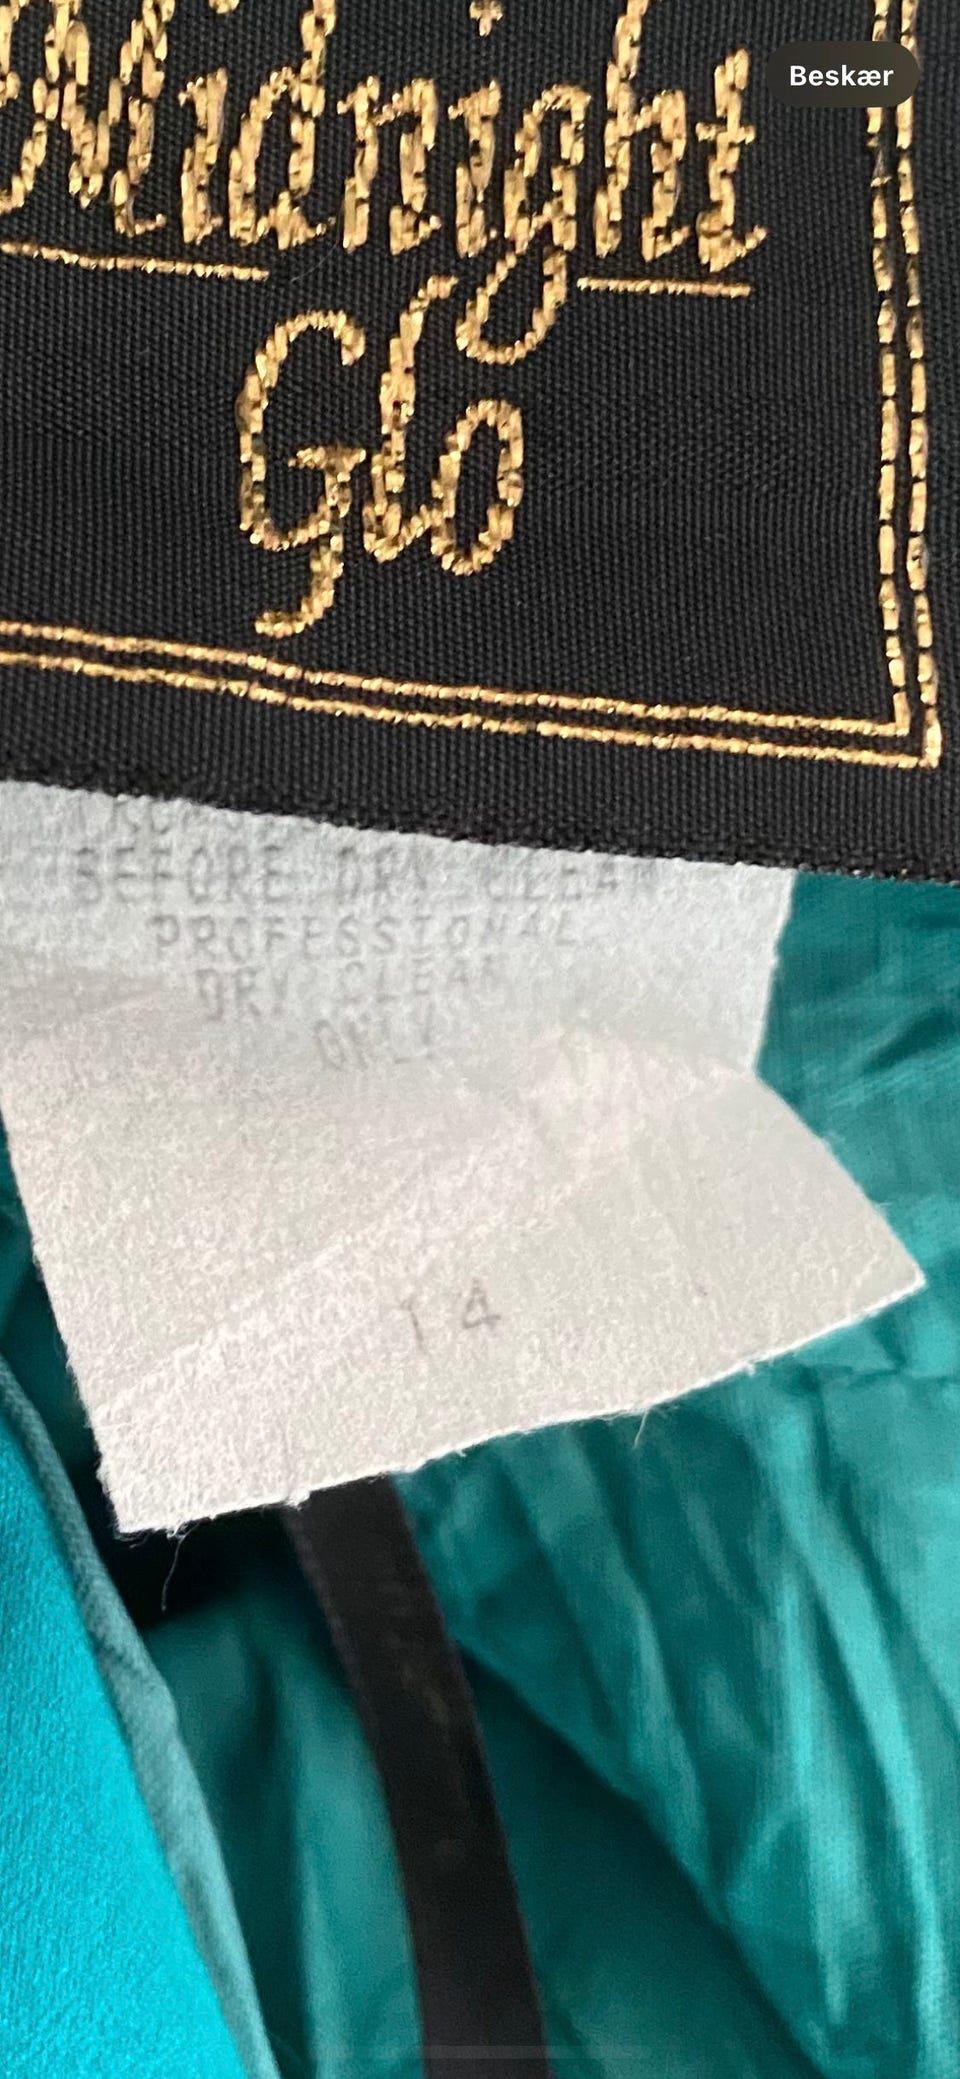 Beskær
Midnight
Glo
BEFORE DRY CLEAN
PROFESSIONAL
DRY CLEAN
ONLY
14